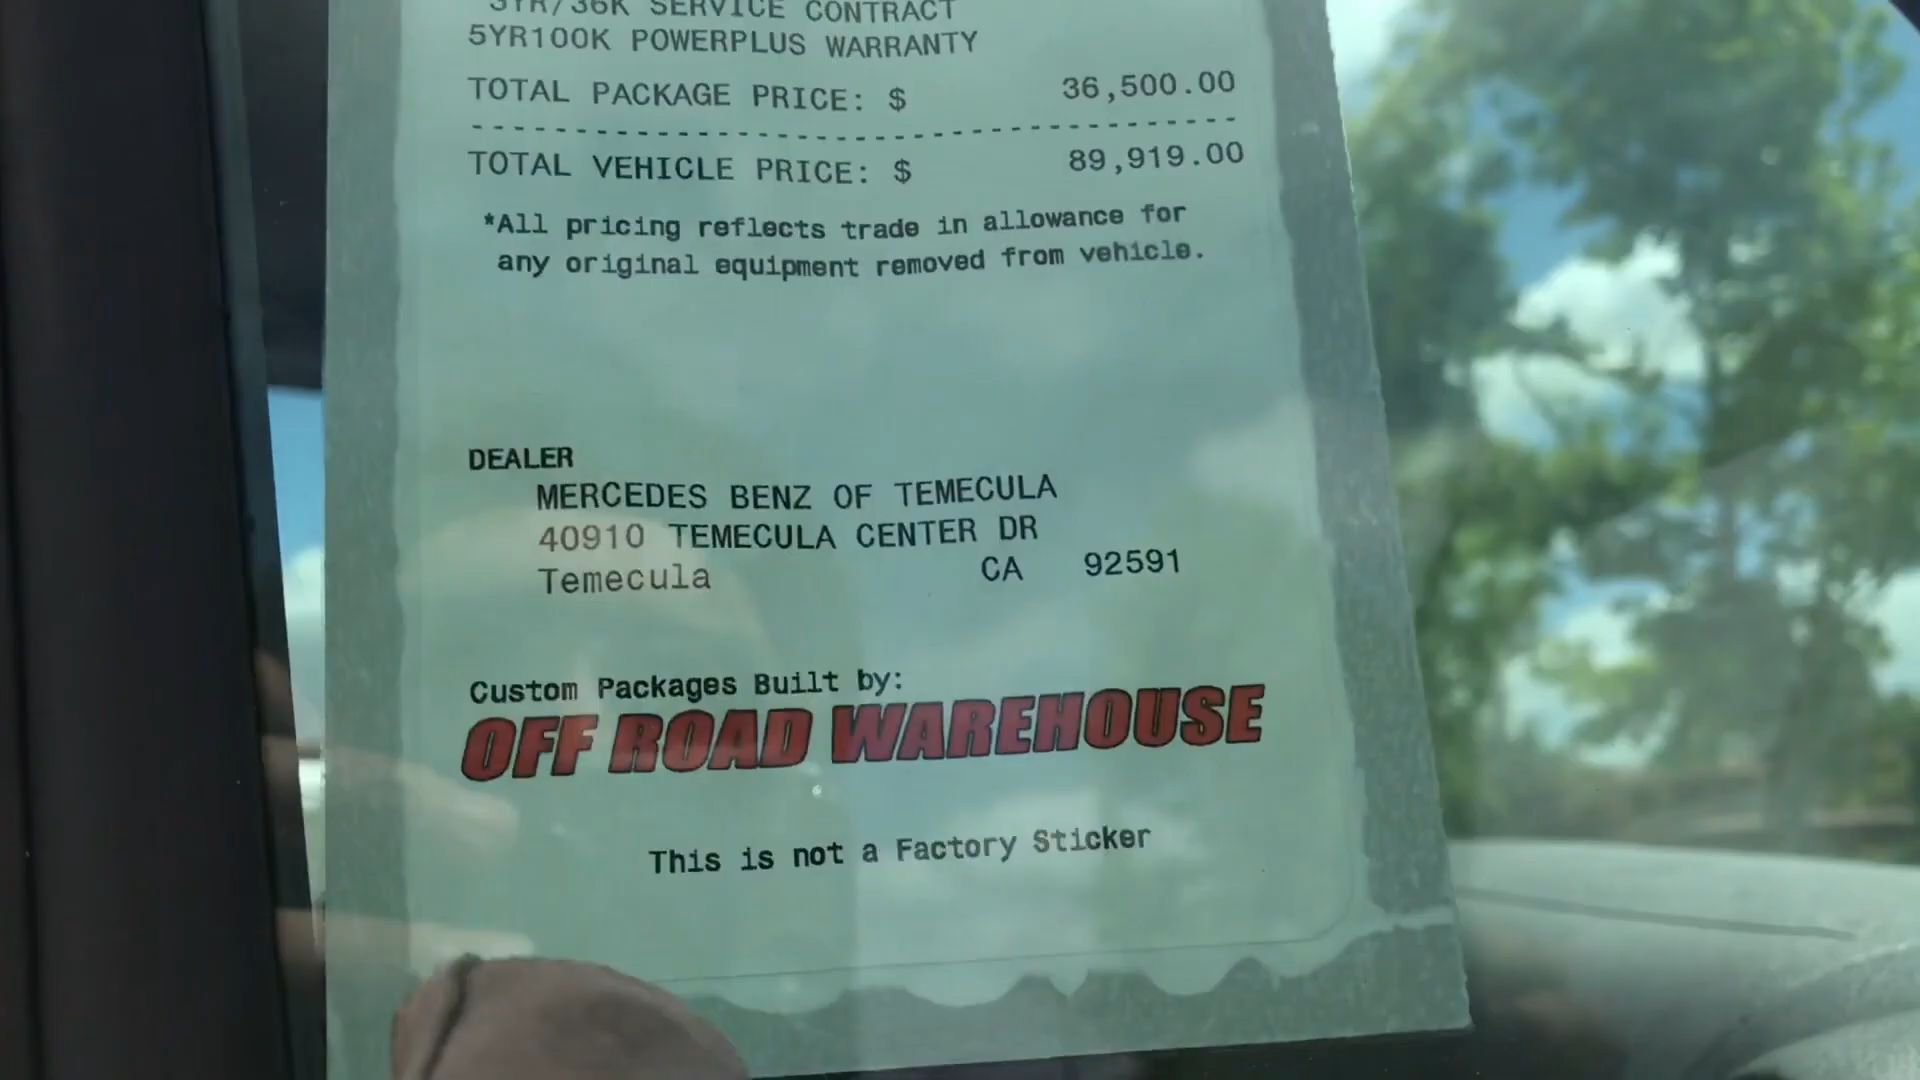 3YR/36K SERVICE CONTRACT
5YR100K POWERPLUS WARRANTY
TOTAL PACKAGE PRICE: $ 36,500.00
TOTAL VEHICLE PRICE: $ 89,919.00
*All pricing reflects trade in allowance for
any original equipment removed from vehicle.
DEALER
MERCEDES BENZ OF TEMECULA
40910 TEMECULA CENTER DR
Temecula CA 92591
Custom Packages Built by:
OFF ROAD WAREHOUSE
This is not a Factory Sticker